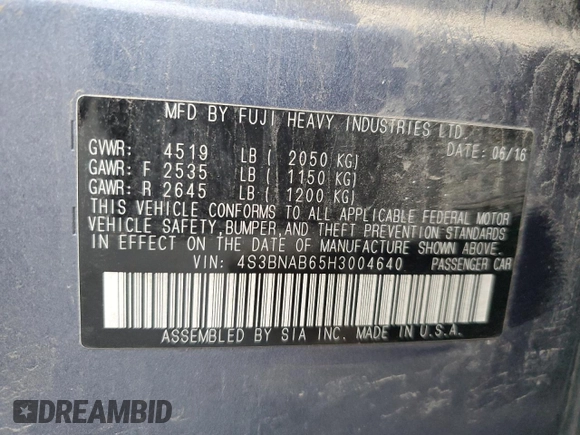 MFD BY FUJI HEAVY INDUSTRIES LTD.
GVWR: 4519 LB ( 2050 KG) DATE: 06/16
GAWR: F 2535 LB ( 1150 KG)
GAWR: R 2645 LB ( 1200 KG)
THIS VEHICLE CONFORMS TO ALL APPLICABLE FEDERAL MOTOR
VEHICLE SAFETY, BUMPER, AND THEFT PREVENTION STANDARDS
IN EFFECT ON THE DATE OF MANUFACTURE SHOWN ABOVE.
VIN: 4S3BNAB65H3004640 PASSENGER CAR
ASSEMBLED BY SIA INC. MADE IN U.S.A.
DREAMBID